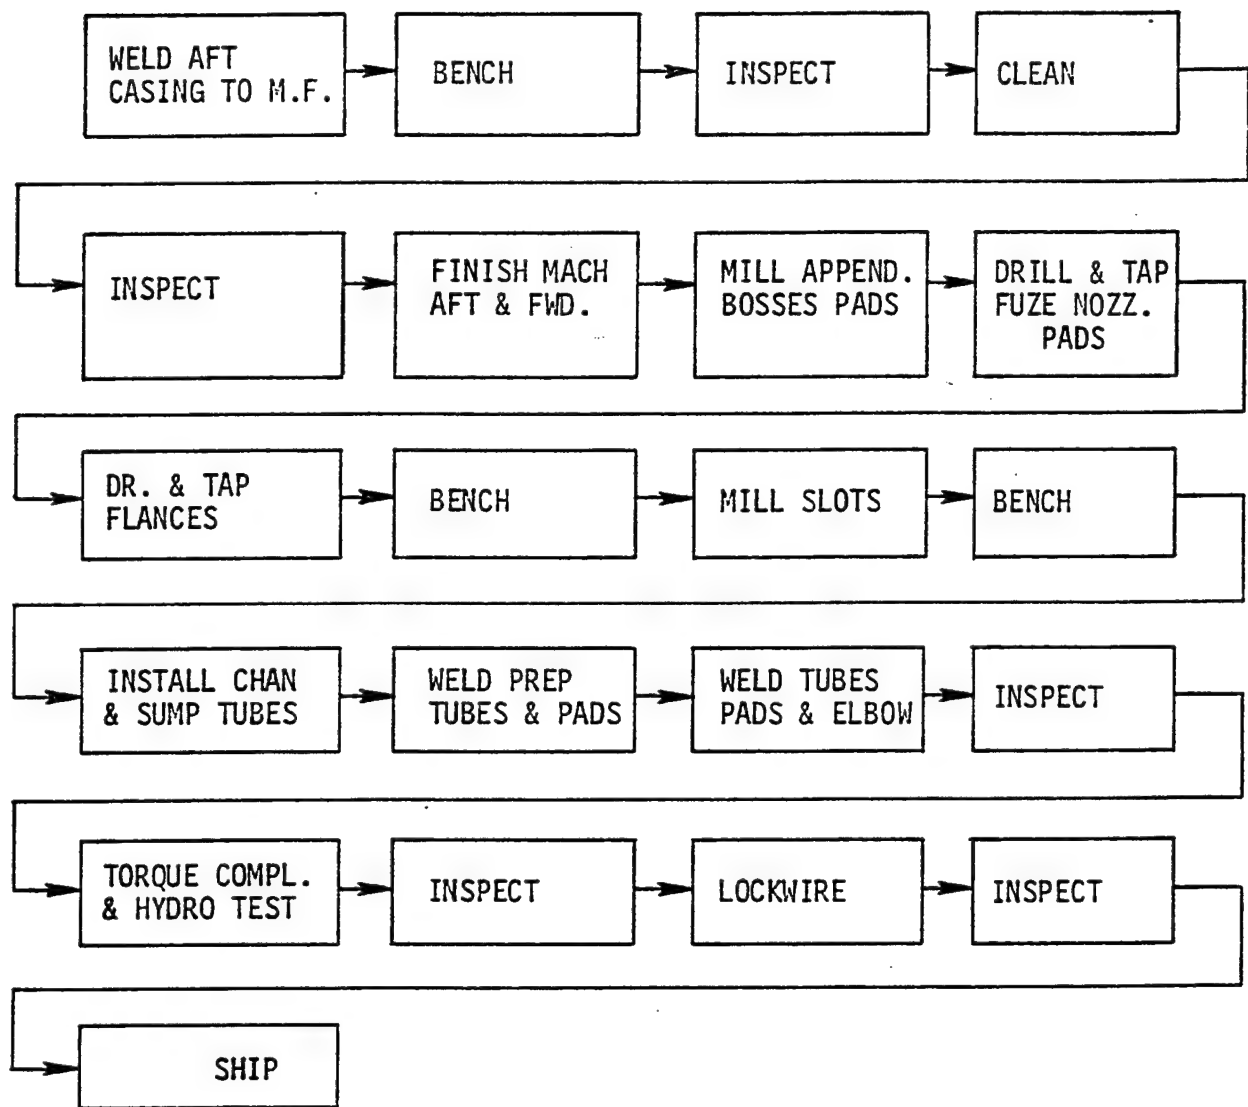 WELD AFT
CASING TO M.F.
BENCH
INSPECT
CLEAN
INSPECT
FINISH MACH
AFT & FWD.
MILL APPEND.
BOSSES PADS
DRILL & TAP
FUZE NOZZ.
PADS
DR. & TAP
FLANCES
BENCH
MILL SLOTS
BENCH
INSTALL CHAN
& SUMP TUBES
WELD PREP
TUBES & PADS
WELD TUBES
PADS & ELBOW
INSPECT
TORQUE COMPL.
& HYDRO TEST
INSPECT
LOCKWIRE
INSPECT
SHIP